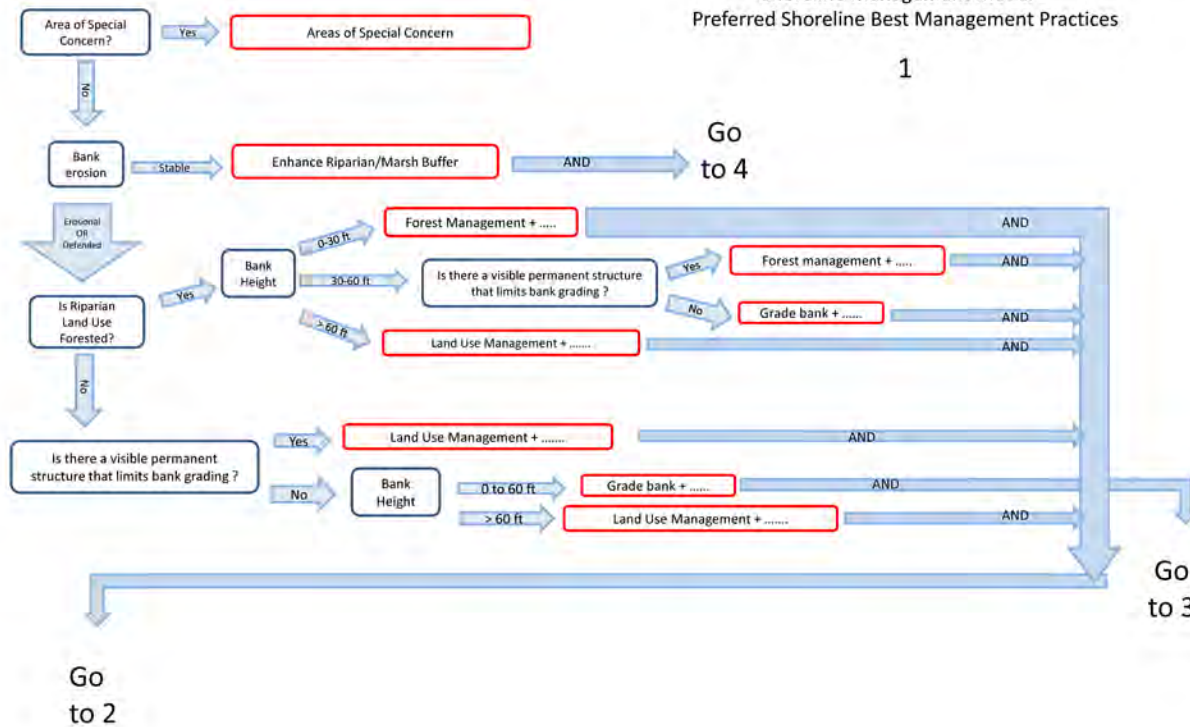 Preferred Shoreline Best Management Practices
1
Area of Special
Concern?
Yes
Areas of Special Concern
No
Bank
erosion
Stable
Enhance Riparian/Marsh Buffer
AND
Go
to 4
Erosional
OR
Defended
Is Riparian
Land Use
Forested?
Yes
Bank
Height
0-30 ft
Forest Management + .....
AND
30-60 ft
Is there a visible permanent structure
that limits bank grading ?
Yes
Forest management + .....
AND
No
Grade bank + ......
AND
> 60 ft
Land Use Management + .......
AND
No
Is there a visible permanent
structure that limits bank grading ?
Yes
Land Use Management + .......
AND
No
Bank
Height
0 to 60 ft
Grade bank + ......
AND
> 60 ft
Land Use Management + .......
AND
Go
to 3
Go
to 2